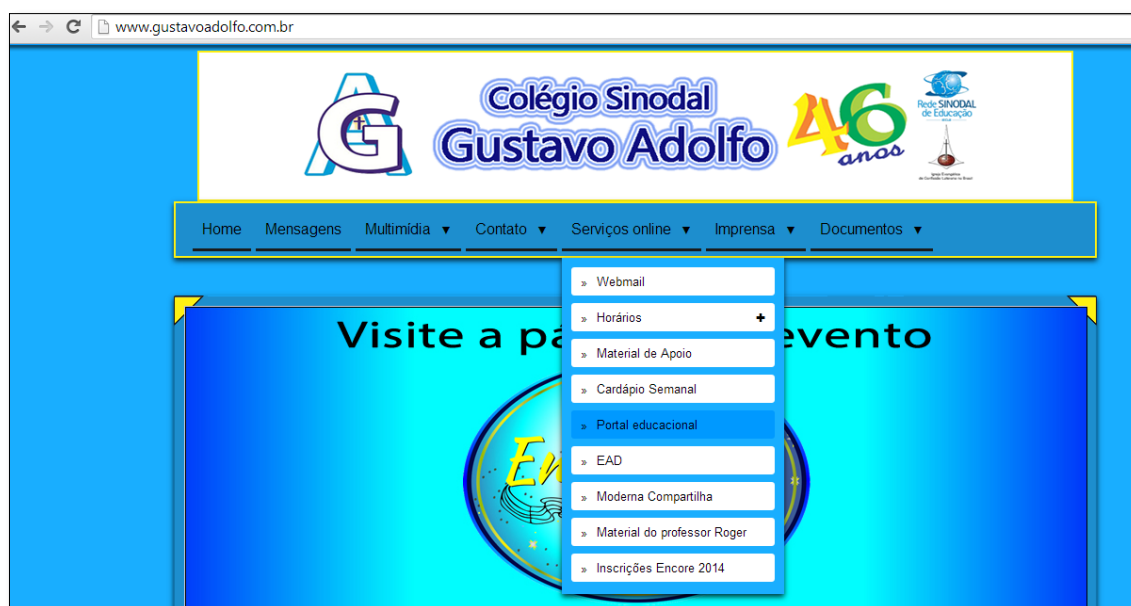 www.gustavoadolfo.com.br
Colégio Sinodal
Gustavo Adolfo
46
anos
Rede SINODAL
de Educação
Home Mensagens Multimídia ▼ Contato ▼ Serviços online ▼ Imprensa ▼ Documentos ▼
» Webmail
» Horários +
» Material de Apoio
» Cardápio Semanal
» Portal educacional
» EAD
» Moderna Compartilha
» Material do professor Roger
» Inscrições Encore 2014
Visite a pá evento
En